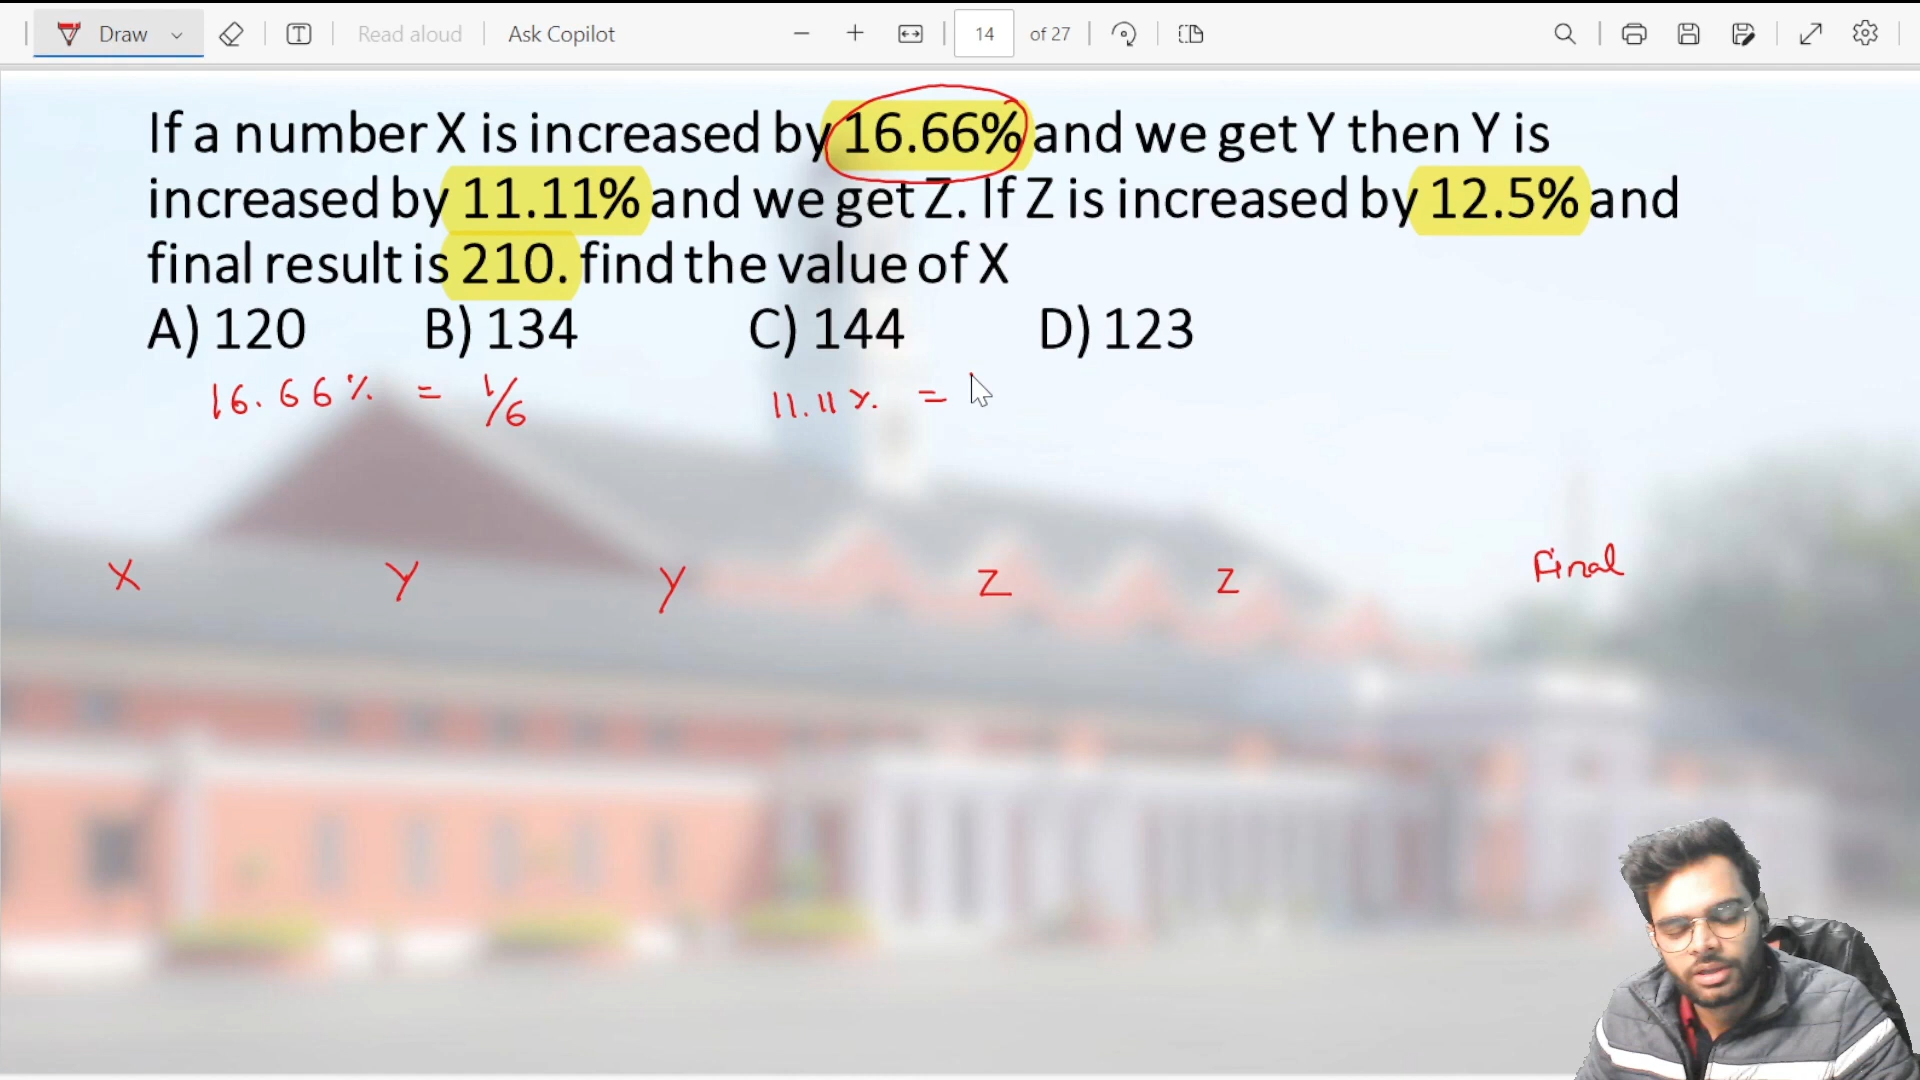 Draw Read aloud Ask Copilot 14 of 27
If a number X is increased by 16.66% and we get Y then Y is
increased by 11.11% and we get Z. If Z is increased by 12.5% and
final result is 210. find the value of X
A) 120 B) 134 C) 144 D) 123
16.66% = 1/6 11.11% =
X Y Y Z Z Final